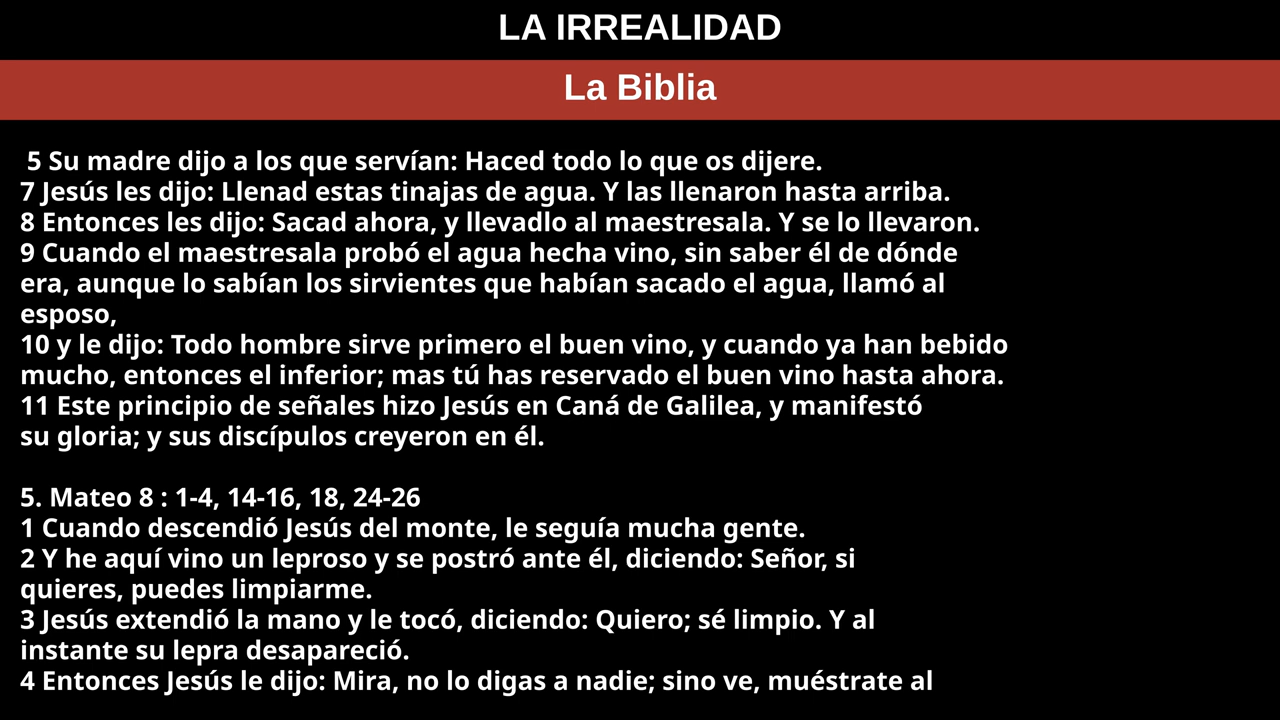 LA IRREALIDAD
La Biblia
5 Su madre dijo a los que servían: Haced todo lo que os dijere.
7 Jesús les dijo: Llenad estas tinajas de agua. Y las llenaron hasta arriba.
8 Entonces les dijo: Sacad ahora, y llevadlo al maestresala. Y se lo llevaron.
9 Cuando el maestresala probó el agua hecha vino, sin saber él de dónde
era, aunque lo sabían los sirvientes que habían sacado el agua, llamó al
esposo,
10 y le dijo: Todo hombre sirve primero el buen vino, y cuando ya han bebido
mucho, entonces el inferior; mas tú has reservado el buen vino hasta ahora.
11 Este principio de señales hizo Jesús en Caná de Galilea, y manifestó
su gloria; y sus discípulos creyeron en él.
5. Mateo 8 : 1-4, 14-16, 18, 24-26
1 Cuando descendió Jesús del monte, le seguía mucha gente.
2 Y he aquí vino un leproso y se postró ante él, diciendo: Señor, si
quieres, puedes limpiarme.
3 Jesús extendió la mano y le tocó, diciendo: Quiero; sé limpio. Y al
instante su lepra desapareció.
4 Entonces Jesús le dijo: Mira, no lo digas a nadie; sino ve, muéstrate al